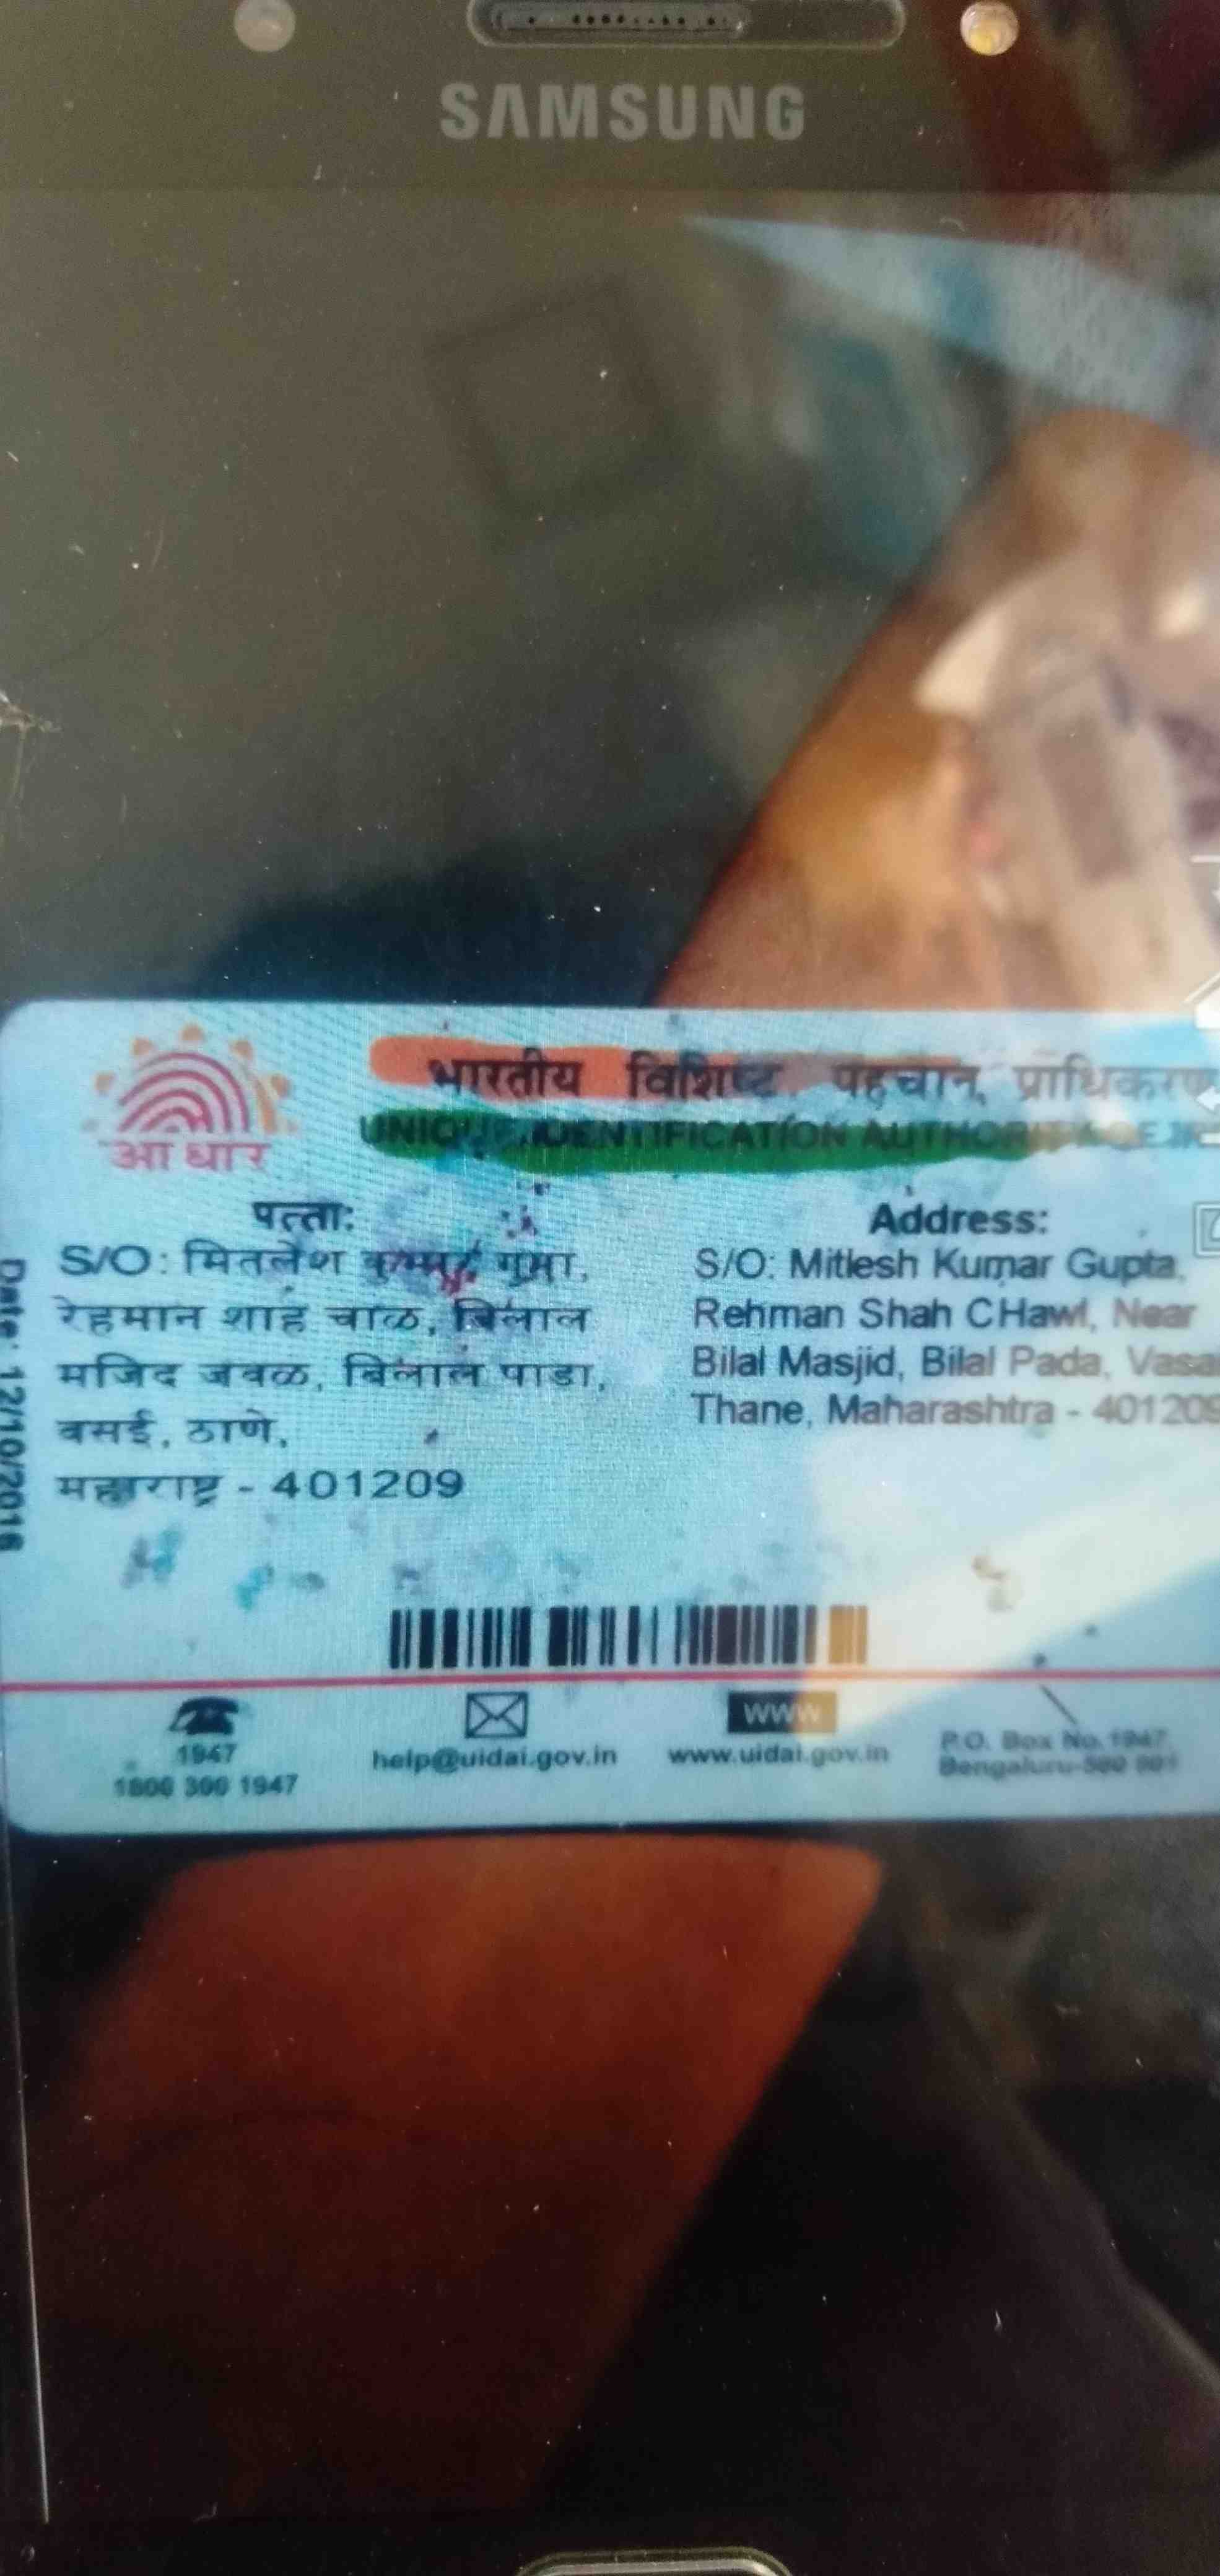 SAMSUNG
आधार
भारतीय विशिष्ट पहचान प्राधिकरण
UNIQUE IDENTIFICATION AUTHORITY
पत्ता:
S/O: मितलेश कुमार गुप्ता,
रेहमान शाह चाळ, बिलाल
मजिद जवळ, बिलाल पाडा,
वसई, ठाणे,
महाराष्ट्र - 401209
Address:
S/O: Mitlesh Kumar Gupta,
Rehman Shah CHawl, Near
Bilal Masjid, Bilal Pada, Vasai
Thane, Maharashtra - 401209
Date: 12/10/2016
1947
1800 300 1947
help@uidai.gov.in
www
www.uidai.gov.in
P.O. Box No.1947,
Bengaluru-560 001